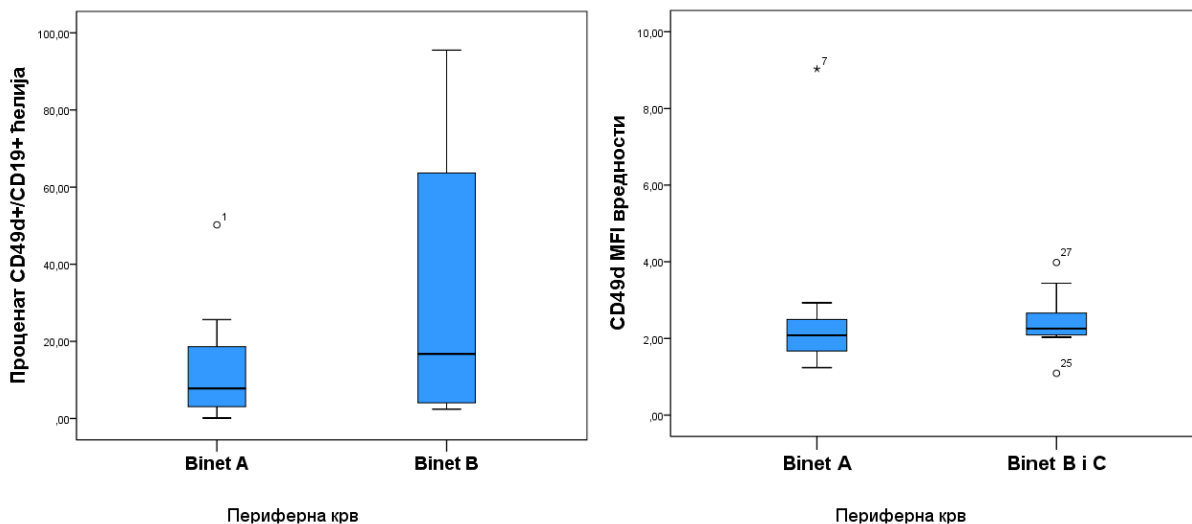 Проценат CD49d+/CD19+ ћелија
100,00
80,00
60,00
40,00
20,00
,00
1
Binet A
Binet B
Периферна крв
CD49d MFI вредности
10,00
8,00
6,00
4,00
2,00
,00
7
27
25
Binet A
Binet B i C
Периферна крв